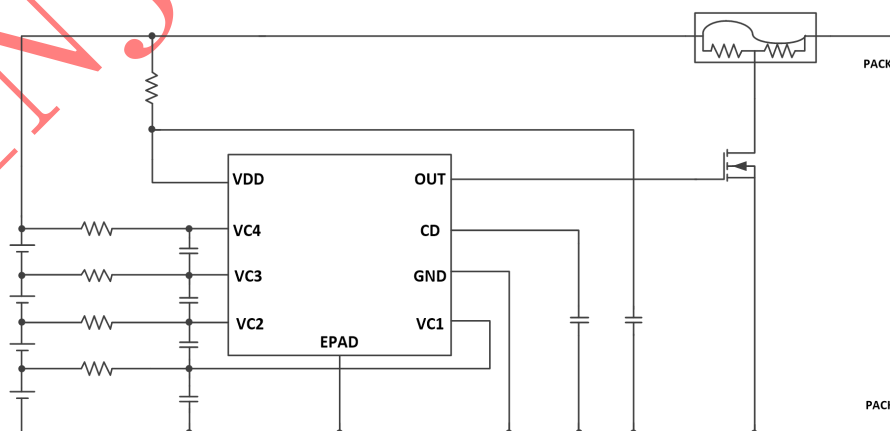 PACK
VDD
OUT
VC4
CD
VC3
GND
VC2
VC1
EPAD
PACK